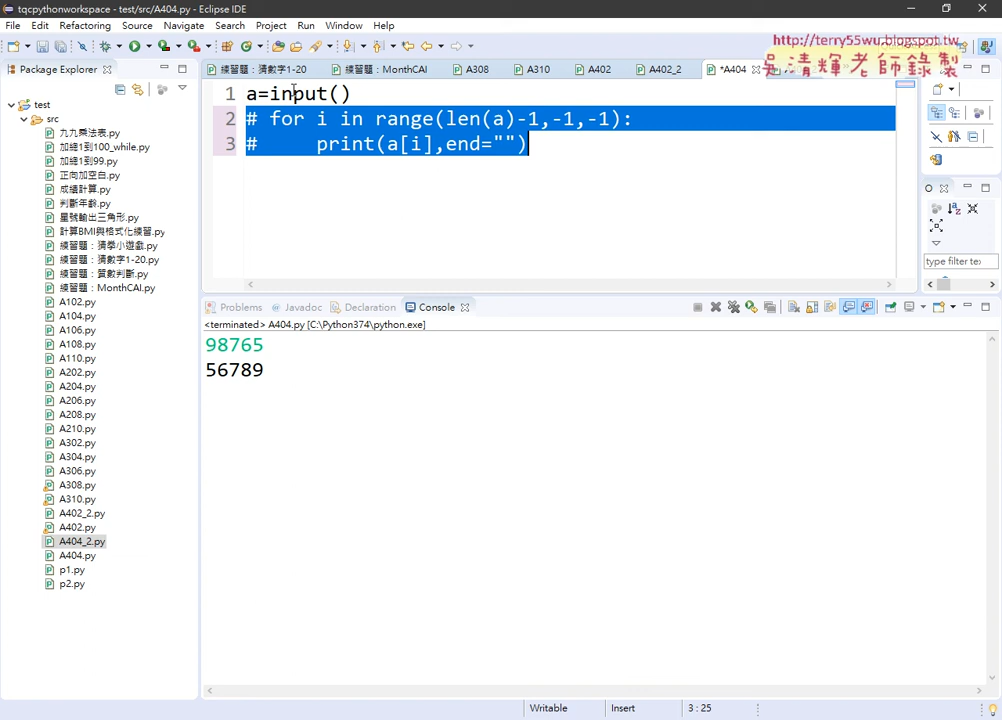 tqcpythonworkspace - test/src/A404.py - Eclipse IDE
File Edit Refactoring Source Navigate Search Project Run Window Help
http://terry55wu.blogspot.tw
吳清輝老師錄製
Package Explorer
練習題：猜數字1-20 練習題：MonthCAI A308 A310 A402 A402_2 *A404
test
src
九九乘法表.py
加總1到100_while.py
加總1到99.py
正向加空白.py
成績計算.py
判斷年齡.py
星號輸出三角形.py
計算BMI與格式化練習.py
練習題：猜拳小遊戲.py
練習題：猜數字1-20.py
練習題：質數判斷.py
練習題：MonthCAI.py
A102.py
A104.py
A106.py
A108.py
A110.py
A202.py
A204.py
A206.py
A208.py
A210.py
A302.py
A304.py
A306.py
A308.py
A310.py
A402_2.py
A402.py
A404_2.py
A404.py
p1.py
p2.py
1 a=input()
2 # for i in range(len(a)-1,-1,-1):
3 #     print(a[i],end="")
type filter tex
Problems Javadoc Declaration Console
<terminated> A404.py [C:\Python374\python.exe]
98765
56789
Writable Insert 3 : 25